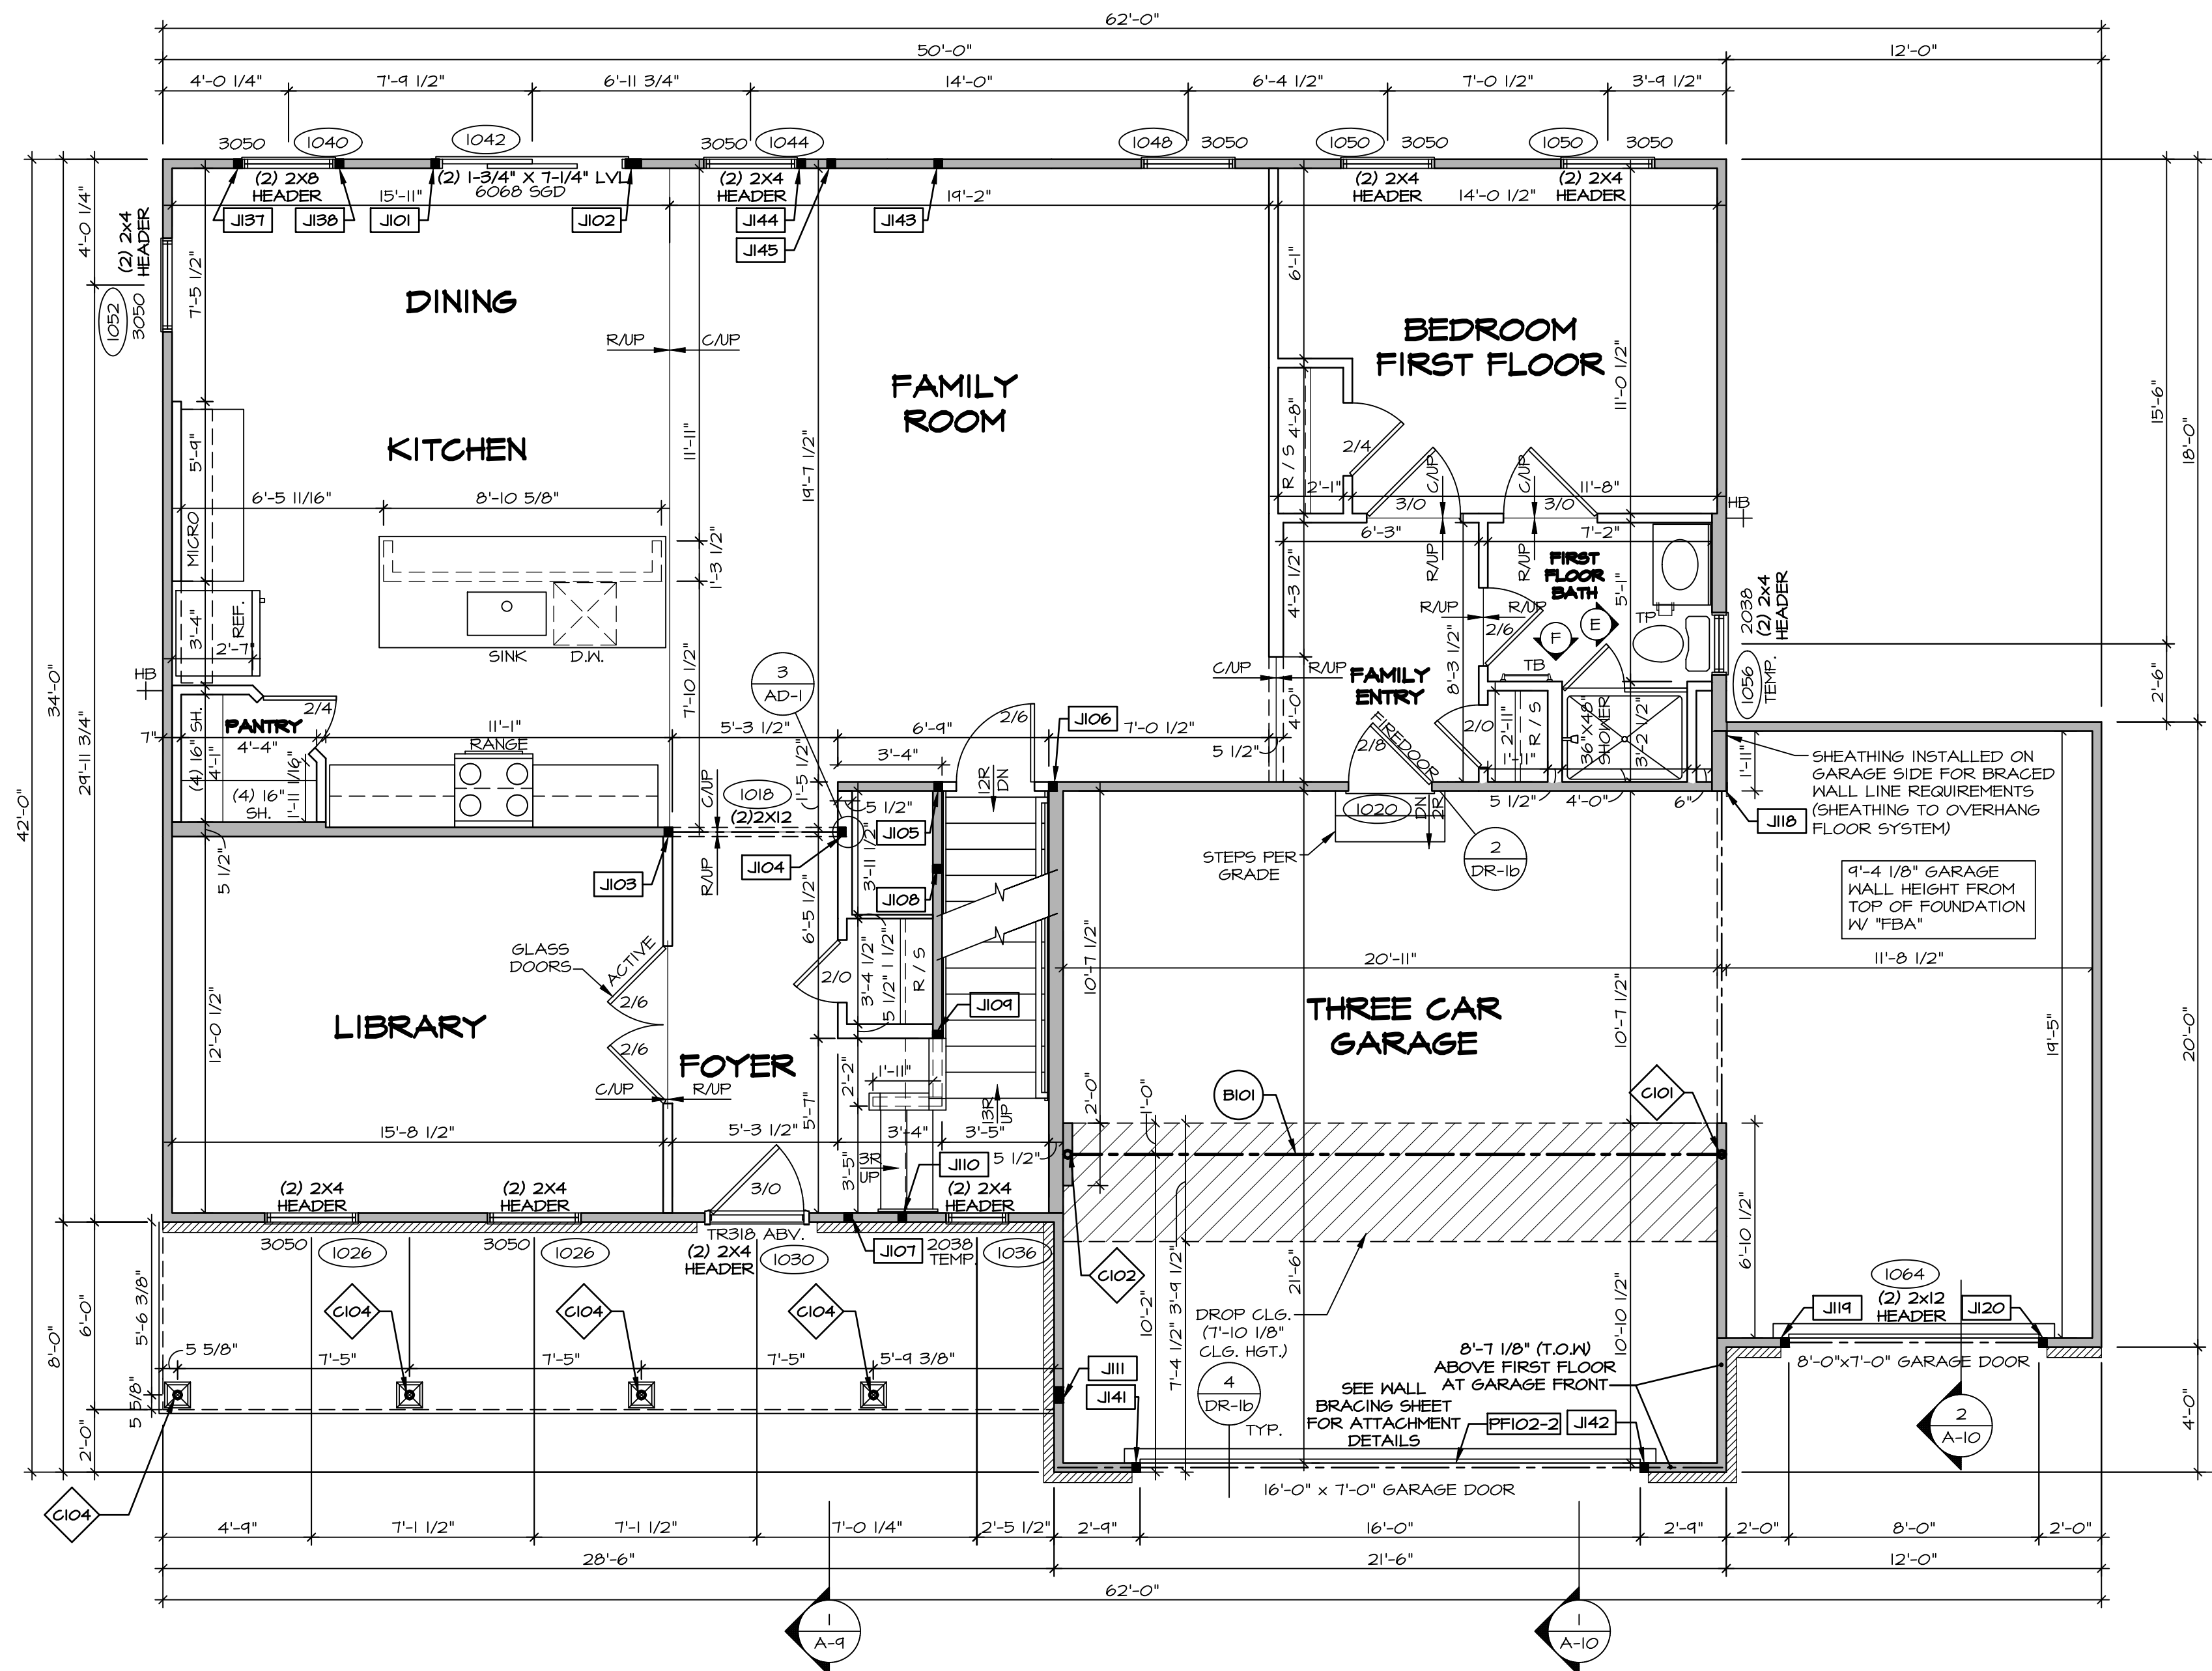 62'-0"
50'-0"
12'-0"
4'-0 1/4"
7'-9 1/2"
6'-11 3/4"
14'-0"
6'-4 1/2"
7'-0 1/2"
3'-9 1/2"
3050
1040
1042
3050
1044
1048
3050
1050
3050
1050
3050
(2) 2X8
HEADER
(2) 1-3/4" X 7-1/4" LVL
6068 SGD
(2) 2X4
HEADER
(2) 2X4
HEADER
(2) 2X4
HEADER
15'-11"
19'-2"
14'-0 1/2"
J137
J138
J101
J102
J144
J145
J143
4'-0 1/4"
(2) 2x4
HEADER
1052
3050
7'-5 1/2"
6'-1"
DINING
R/UP
C/UP
FAMILY
ROOM
BEDROOM
FIRST FLOOR
11'-0 1/2"
15'-6"
18'-0"
KITCHEN
5'-9"
11'-11"
19'-7 1/2"
4'-8"
R / S
2/4
C/UP
C/UP
6'-5 11/16"
8'-10 5/8"
2'-1"
3/0
3/0
11'-8"
HB
MICRO
1'-3 1/2"
6'-3"
7'-2"
R/UP
R/UP
FIRST
FLOOR
BATH
5'-1"
4'-3 1/2"
3'-4"
REF.
2'-7"
R/UP
R/UP
2/6
F
E
TP
2038
(2) 2x4
HEADER
1056
TEMP.
2'-6"
SINK
D.W.
HB
34'-0"
29'-11 3/4"
42'-0"
7'-10 1/2"
3
AD-1
C/UP
R/UP
FAMILY
ENTRY
8'-3 1/2"
TB
(4) 16" SH.
PANTRY
2/4
4'-4"
4'-1"
7"
11'-1"
RANGE
5'-3 1/2"
6'-9"
2/6
J106
7'-0 1/2"
4'-0"
5 1/2"
2/8
FIREDOOR
2/0
2'-11"
R / S
1'-11"
36"X48"
SHOWER
3'-2 1/2"
1'-11"
SHEATHING INSTALLED ON
GARAGE SIDE FOR BRACED
WALL LINE REQUIREMENTS
(SHEATHING TO OVERHANG
FLOOR SYSTEM)
3'-4"
(4) 16"
SH.
1'-11 11/16"
C/UP
1018
(2)2X12
1'-5 1/2"
5 1/2"
12R
DN
1020
DN
2R
5 1/2"
4'-0"
6"
J118
J105
J104
R/UP
3'-11 1/2"
5 1/2"
J103
J108
STEPS PER
GRADE
2
DR-1b
9'-4 1/8" GARAGE
WALL HEIGHT FROM
TOP OF FOUNDATION
W/ "FBA"
6'-5 1/2"
GLASS
DOORS
ACTIVE
2/6
2/0
3'-4 1/2"
5 1/2"
1 1/2"
R / S
10'-7 1/2"
20'-11"
11'-8 1/2"
12'-0 1/2"
LIBRARY
2/6
J109
THREE CAR
GARAGE
10'-7 1/2"
19'-5"
20'-0"
FOYER
C/UP
R/UP
5'-7"
2'-2"
1'-11"
13R
UP
2'-0"
1'-0"
B101
C101
15'-8 1/2"
5'-3 1/2"
3'-4"
3'-5"
3R
UP
J110
5 1/2"
3'-5"
(2) 2X4
HEADER
(2) 2X4
HEADER
3/0
(2) 2X4
HEADER
6'-10 1/2"
3050
1026
3050
1026
TR318 ABV.
(2) 2X4
HEADER
1030
J107
2038
TEMP.
1036
C102
21'-6"
1064
(2) 2x12
HEADER
J119
J120
8'-0"x7'-0" GARAGE DOOR
8'-0"
6'-0"
5'-6 3/8"
C104
C104
C104
10'-2"
7'-4 1/2"
3'-9 1/2"
DROP CLG.
(7'-10 1/8"
CLG. HGT.)
10'-10 1/2"
8'-7 1/8" (T.O.W)
ABOVE FIRST FLOOR
AT GARAGE FRONT
5 5/8"
7'-5"
7'-5"
7'-5"
5'-9 3/8"
J111
J141
4
DR-1b
TYP.
SEE WALL
BRACING SHEET
FOR ATTACHMENT
DETAILS
PF102-2
J142
2
A-10
5 5/8"
2'-0"
4'-0"
C104
16'-0" x 7'-0" GARAGE DOOR
4'-9"
7'-1 1/2"
7'-1 1/2"
7'-0 1/4"
2'-5 1/2"
2'-9"
16'-0"
2'-9"
2'-0"
8'-0"
2'-0"
28'-6"
21'-6"
12'-0"
62'-0"
1
A-9
1
A-10